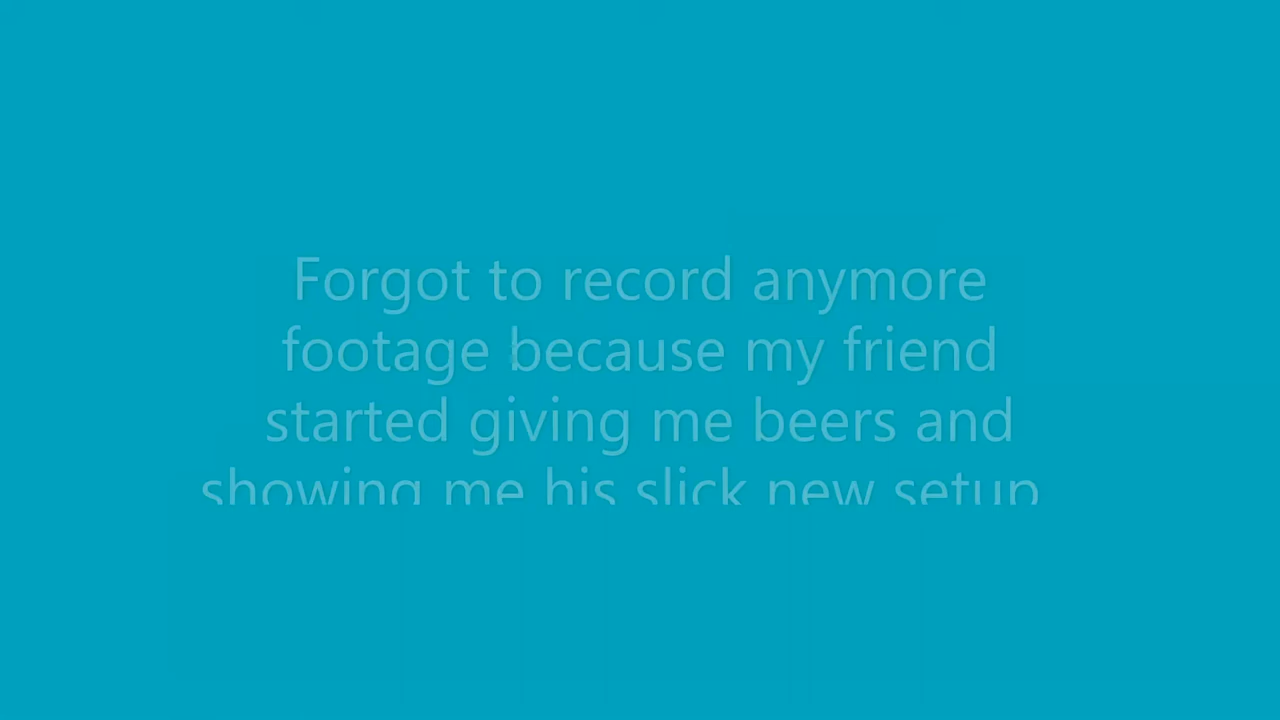 Forgot to record anymore
footage because my friend
started giving me beers and
showing me his slick new setup